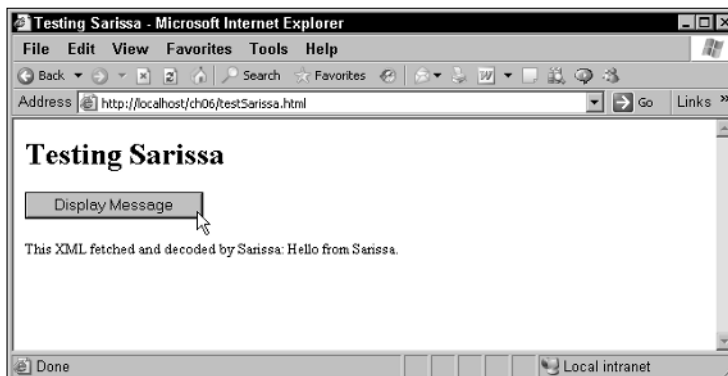 Testing Sarissa - Microsoft Internet Explorer
File Edit View Favorites Tools Help
Back Search Favorites
Address http://localhost/ch06/testSarissa.html Go Links »
Testing Sarissa
Display Message
This XML fetched and decoded by Sarissa: Hello from Sarissa.
Done Local intranet